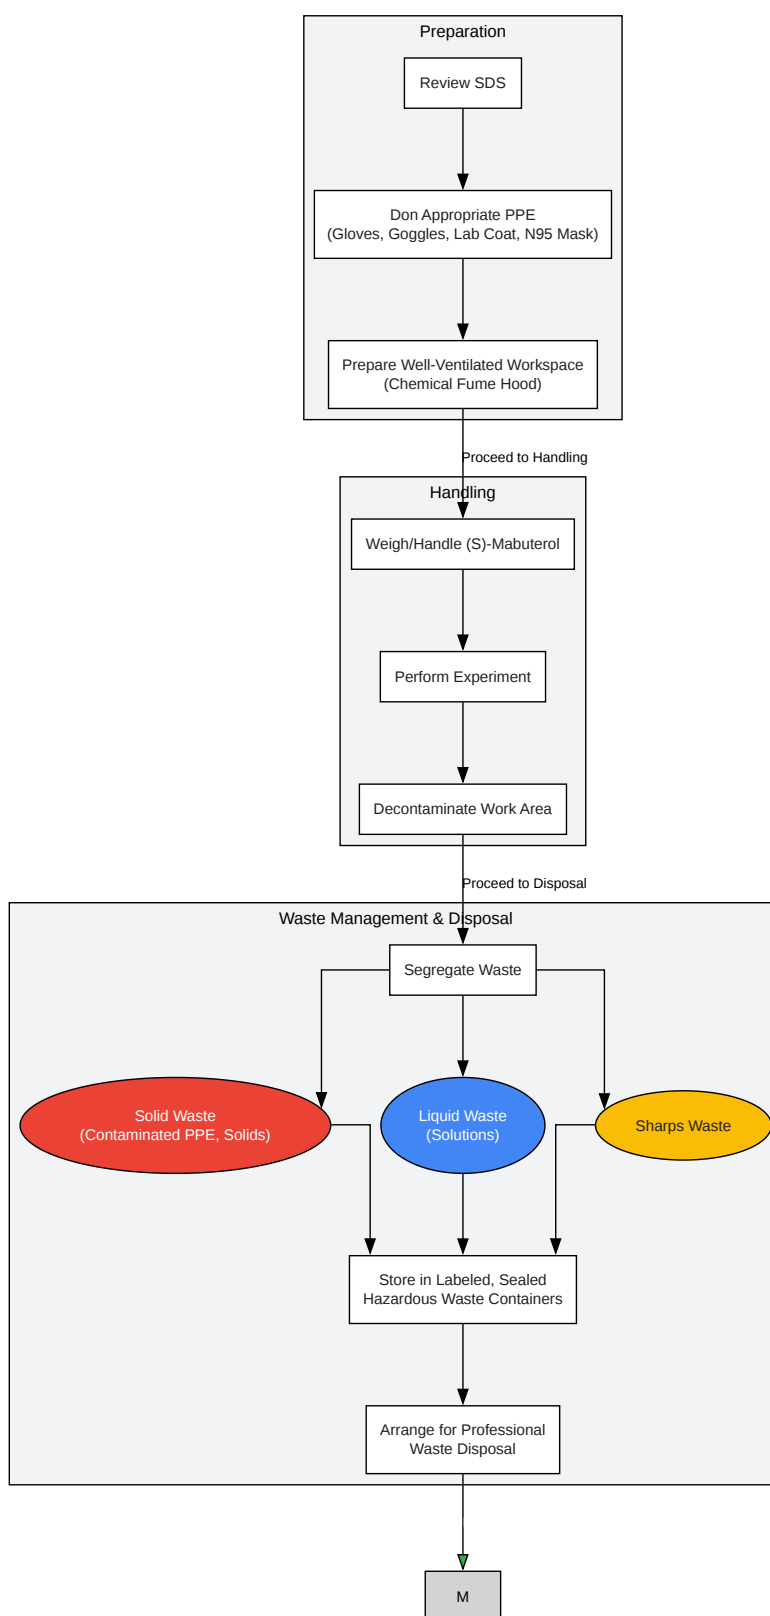 Preparation
Review SDS
Don Appropriate PPE
(Gloves, Goggles, Lab Coat, N95 Mask)
Prepare Well-Ventilated Workspace
(Chemical Fume Hood)
Proceed to Handling
Handling
Weigh/Handle (S)-Mabuterol
Perform Experiment
Decontaminate Work Area
Proceed to Disposal
Waste Management & Disposal
Segregate Waste
Solid Waste
(Contaminated PPE, Solids)
Liquid Waste
(Solutions)
Sharps Waste
Store in Labeled, Sealed
Hazardous Waste Containers
Arrange for Professional
Waste Disposal
M